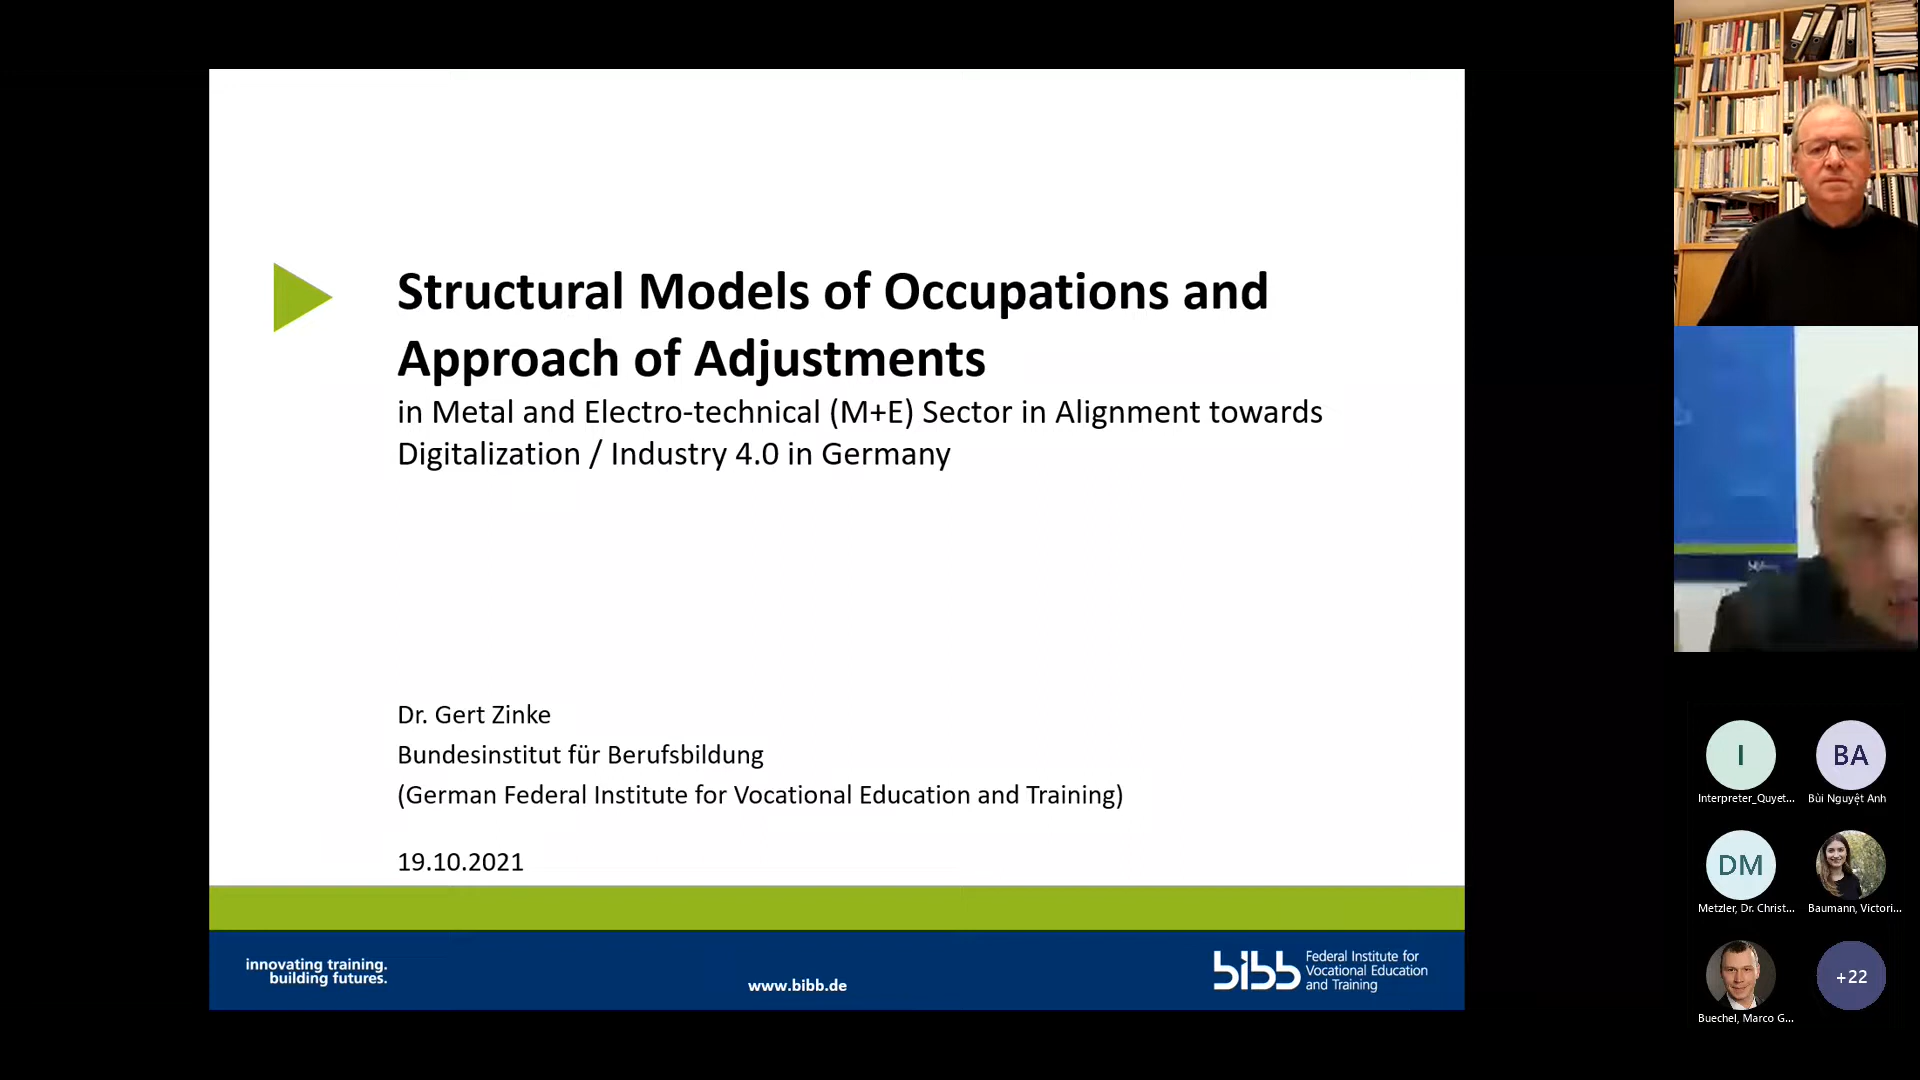 Structural Models of Occupations and
Approach of Adjustments
in Metal and Electro-technical (M+E) Sector in Alignment towards
Digitalization / Industry 4.0 in Germany
Dr. Gert Zinke
Bundesinstitut für Berufsbildung
(German Federal Institute for Vocational Education and Training)
19.10.2021
innovating training.
building futures.
www.bibb.de
bibb
Federal Institute for
Vocational Education
and Training
I
BA
Interpreter_Quyet...
Bùi Nguyệt Anh
DM
Metzler, Dr. Christ...
Baumann, Victori...
+22
Buechel, Marco G...